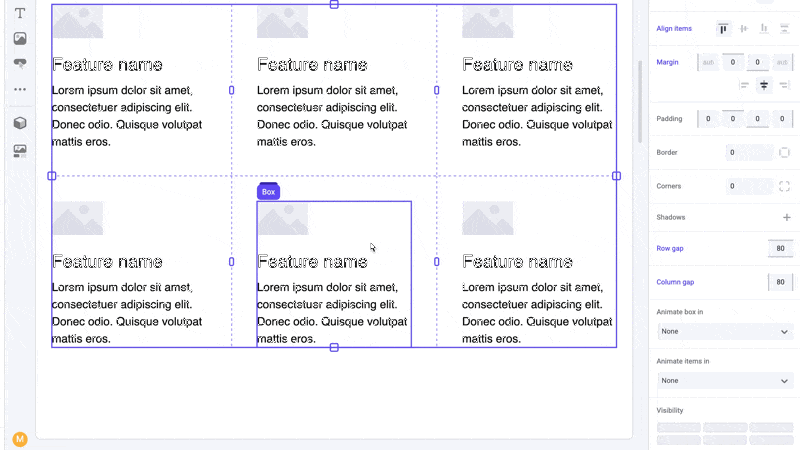 T
Feature name
Lorem ipsum dolor sit amet,
consectetuer adipiscing elit.
Donec odio. Quisque volutpat
mattis eros.
Feature name
Lorem ipsum dolor sit amet,
consectetuer adipiscing elit.
Donec odio. Quisque volutpat
mattis eros.
Feature name
Lorem ipsum dolor sit amet,
consectetuer adipiscing elit.
Donec odio. Quisque volutpat
mattis eros.
Feature name
Lorem ipsum dolor sit amet,
consectetuer adipiscing elit.
Donec odio. Quisque volutpat
mattis eros.
Box
Feature name
Lorem ipsum dolor sit amet,
consectetuer adipiscing elit.
Donec odio. Quisque volutpat
mattis eros.
Feature name
Lorem ipsum dolor sit amet,
consectetuer adipiscing elit.
Donec odio. Quisque volutpat
mattis eros.
M
Align items
Margin auto 0 0 auto
Padding 0 0 0 0
Border 0
Corners 0
Shadows
Row gap 80
Column gap 80
Animate box in
None
Animate items in
None
Visibility